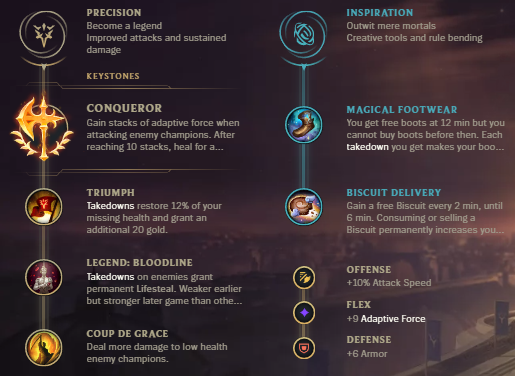 PRECISION
Become a legend
Improved attacks and sustained
damage
KEYSTONES
CONQUEROR
Gain stacks of adaptive force when
attacking enemy champions. After
reaching 10 stacks, heal for a...
TRIUMPH
Takedowns restore 12% of your
missing health and grant an
additional 20 gold.
LEGEND: BLOODLINE
Takedowns on enemies grant
permanent Lifesteal. Weaker earlier
but stronger later game than othe...
COUP DE GRACE
Deal more damage to low health
enemy champions.
INSPIRATION
Outwit mere mortals
Creative tools and rule bending
MAGICAL FOOTWEAR
You get free boots at 12 min but you
cannot buy boots before then. Each
takedown you get makes your boo...
BISCUIT DELIVERY
Gain a free Biscuit every 2 min, until
6 min. Consuming or selling a
Biscuit permanently increases you...
OFFENSE
+10% Attack Speed
FLEX
+9 Adaptive Force
DEFENSE
+6 Armor